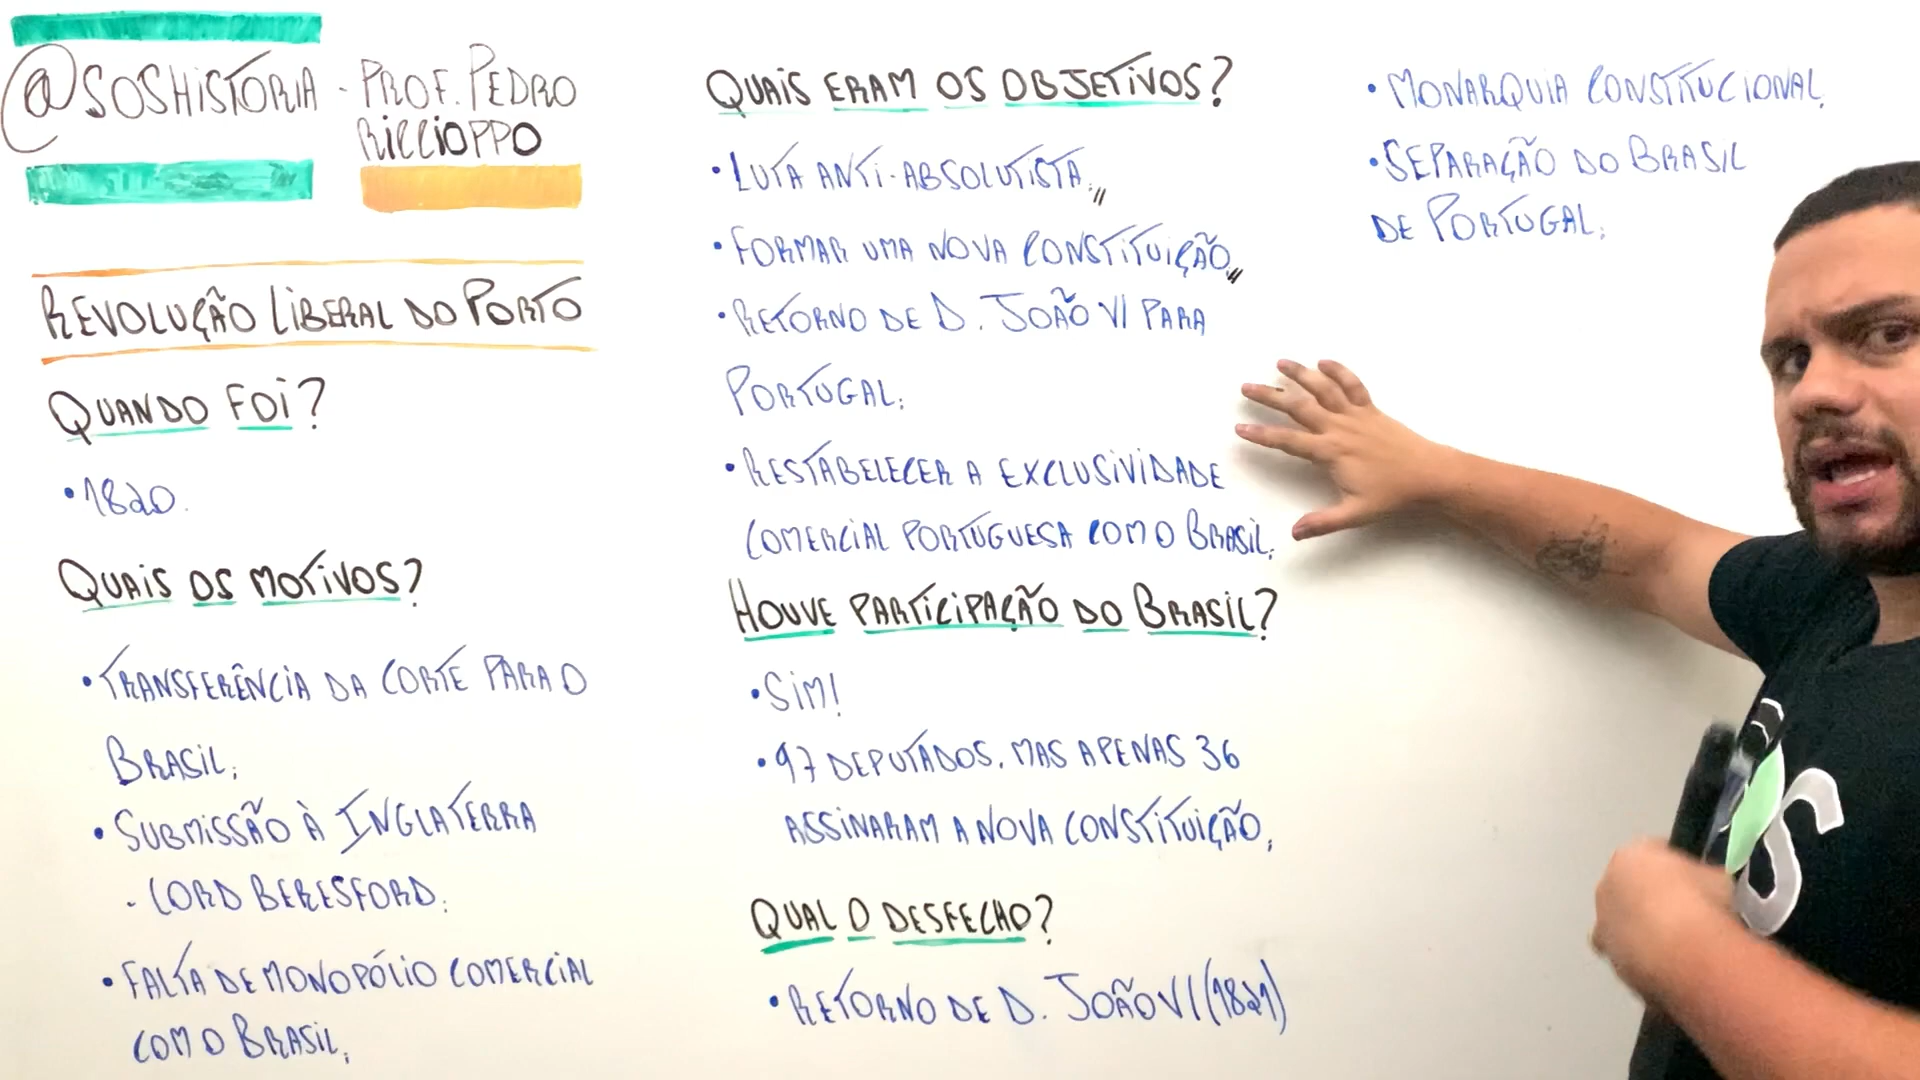 @SOSHISTORIA - PROF. PEDRO
RICCIOPPO
REVOLUÇÃO LIBERAL DO PORTO
QUANDO FOI?
• 1820.
QUAIS OS MOTIVOS?
• TRANSFERÊNCIA DA CORTE PARA O
BRASIL;
• SUBMISSÃO À INGLATERRA
- LORD BERESFORD;
• FALTA DE MONOPÓLIO COMERCIAL
COM O BRASIL;
QUAIS ERAM OS OBJETIVOS?
• LUTA ANTI-ABSOLUTISTA;
• FORMAR UMA NOVA CONSTITUIÇÃO
• RETORNO DE D. JOÃO VI PARA
PORTUGAL;
• RESTABELECER A EXCLUSIVIDADE
COMERCIAL PORTUGUESA COM O BRASIL;
HOUVE PARTICIPAÇÃO DO BRASIL?
• SIM!
• 97 DEPUTADOS, MAS APENAS 36
ASSINARAM A NOVA CONSTITUIÇÃO;
QUAL O DESFECHO?
• RETORNO DE D. JOÃO VI (1821)
• MONARQUIA CONSTITUCIONAL;
• SEPARAÇÃO DO BRASIL
DE PORTUGAL;